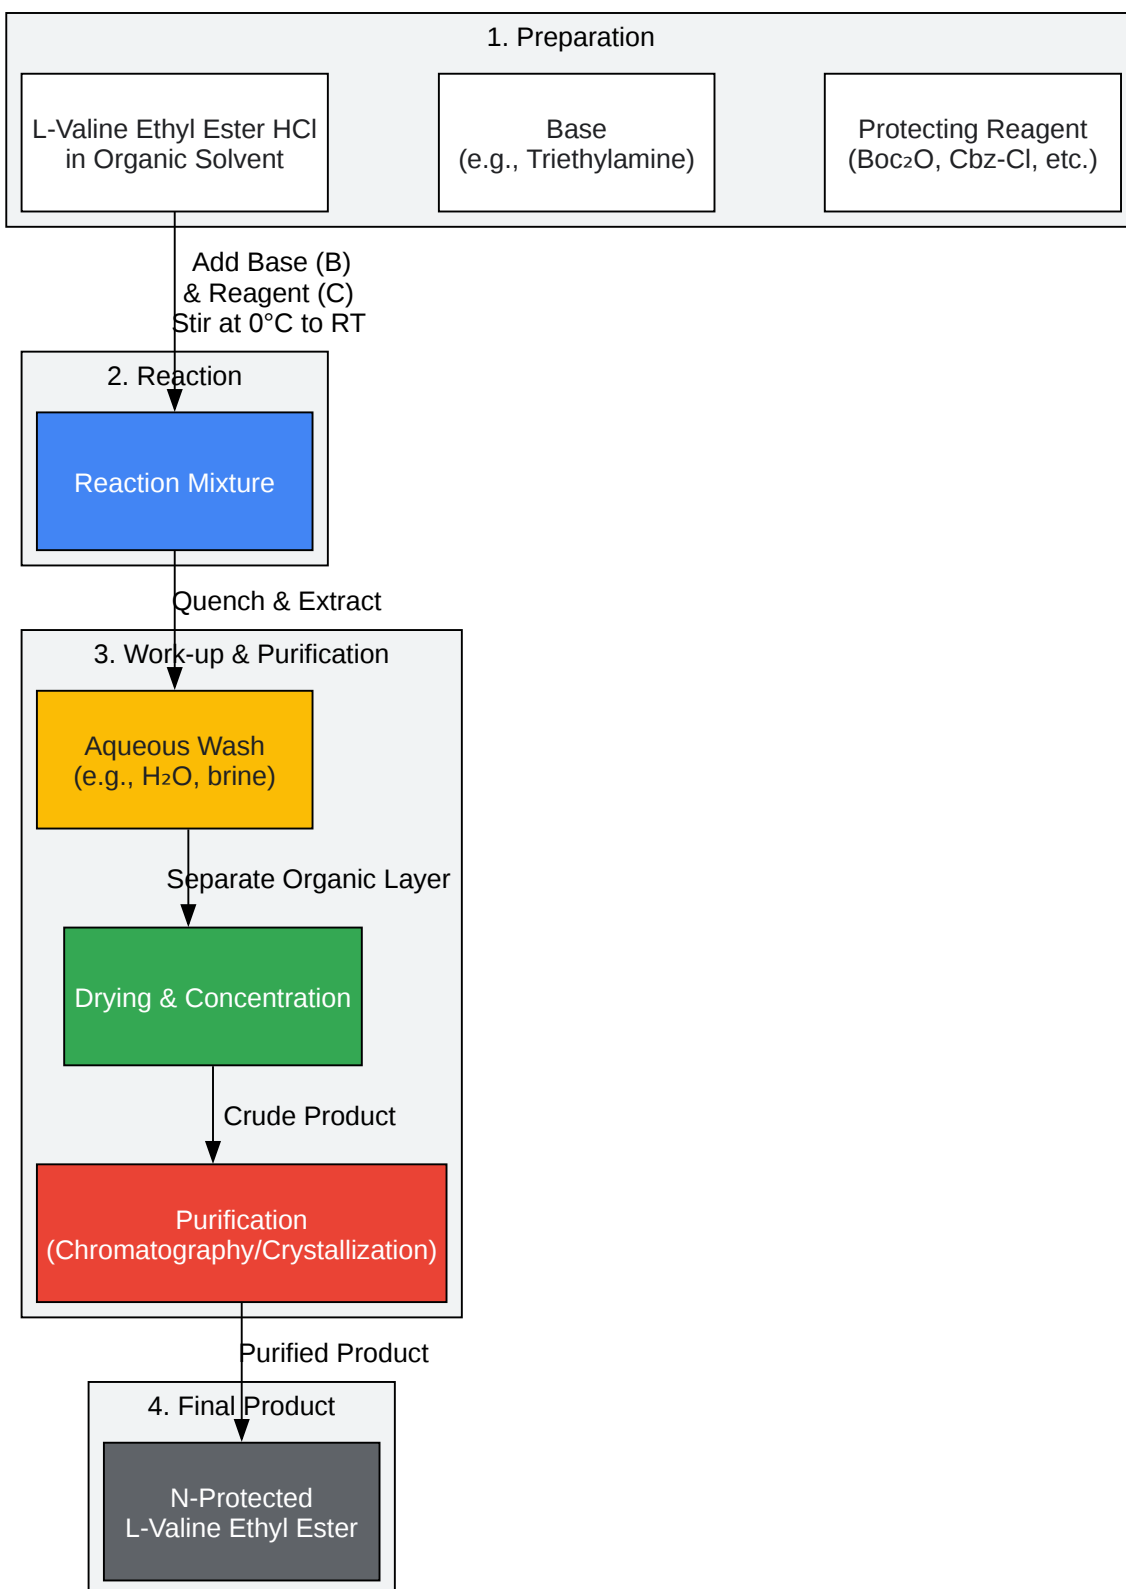 1. Preparation
L-Valine Ethyl Ester HCl
in Organic Solvent
Base
(e.g., Triethylamine)
Protecting Reagent
(Boc₂O, Cbz-Cl, etc.)
Add Base (B)
& Reagent (C)
Stir at 0°C to RT
2. Reaction
Reaction Mixture
Quench & Extract
3. Work-up & Purification
Aqueous Wash
(e.g., H₂O, brine)
Separate Organic Layer
Drying & Concentration
Crude Product
Purification
(Chromatography/Crystallization)
Purified Product
4. Final Product
N-Protected
L-Valine Ethyl Ester